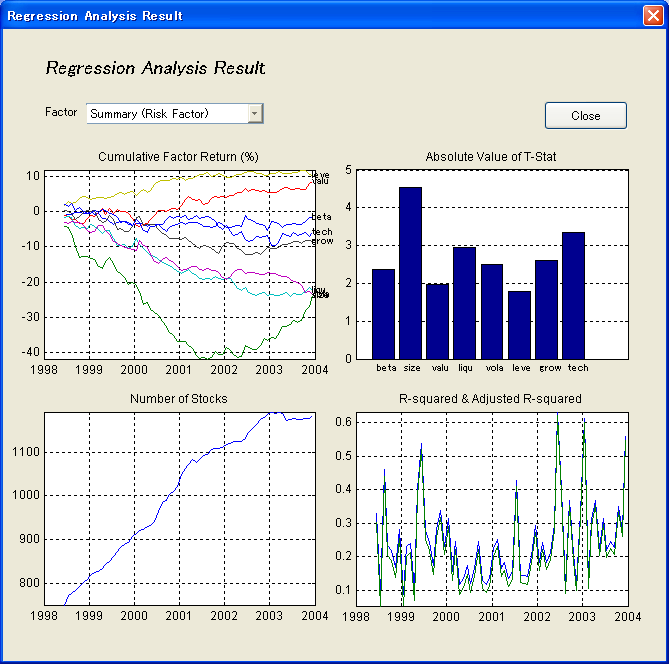 Regression Analysis Result
Regression Analysis Result
Factor Summary (Risk Factor) Close
Cumulative Factor Return (%)
10
0
-10
-20
-30
-40
leve
valu
beta
tech
grow
liqu
size
1998 1999 2000 2001 2002 2003 2004
Absolute Value of T-Stat
5
4
3
2
1
0
beta size valu liqu vola leve grow tech
Number of Stocks
1100
1000
900
800
1998 1999 2000 2001 2002 2003 2004
R-squared & Adjusted R-squared
0.6
0.5
0.4
0.3
0.2
0.1
1998 1999 2000 2001 2002 2003 2004